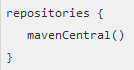 repositories {
    mavenCentral()
}